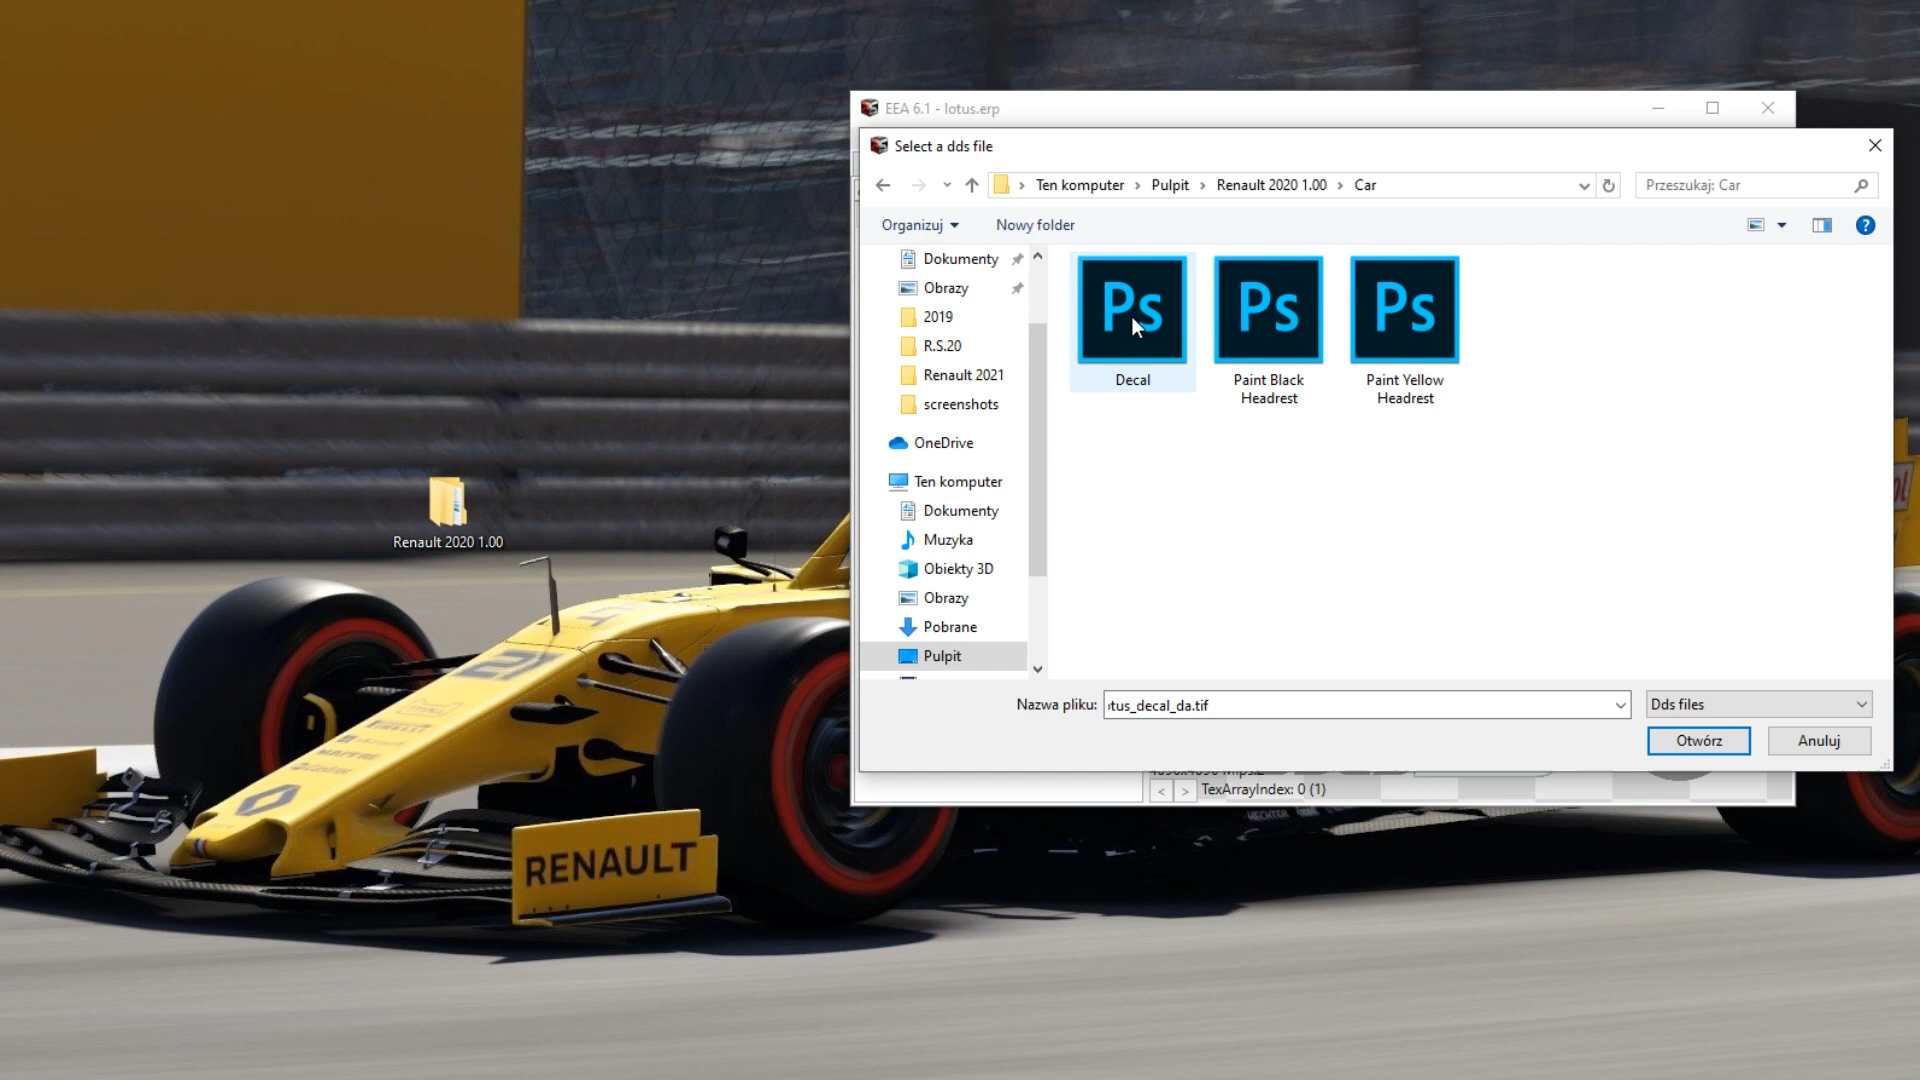 EEA 6.1 - lotus.erp
Select a dds file
Ten komputer
Pulpit
Renault 2020 1.00
Car
Przeszukaj: Car
Organizuj
Nowy folder
Dokumenty
Obrazy
2019
R.S.20
Renault 2021
screenshots
OneDrive
Ten komputer
Dokumenty
Muzyka
Obiekty 3D
Obrazy
Pobrane
Pulpit
Ps
Ps
Ps
Decal
Paint Black
Headrest
Paint Yellow
Headrest
Nazwa pliku:
tus_decal_da.tif
Dds files
Otwórz
Anuluj
TexArrayIndex: 0 (1)
Renault 2020 1.00
21
MAPFRE
Castrol
RENAULT